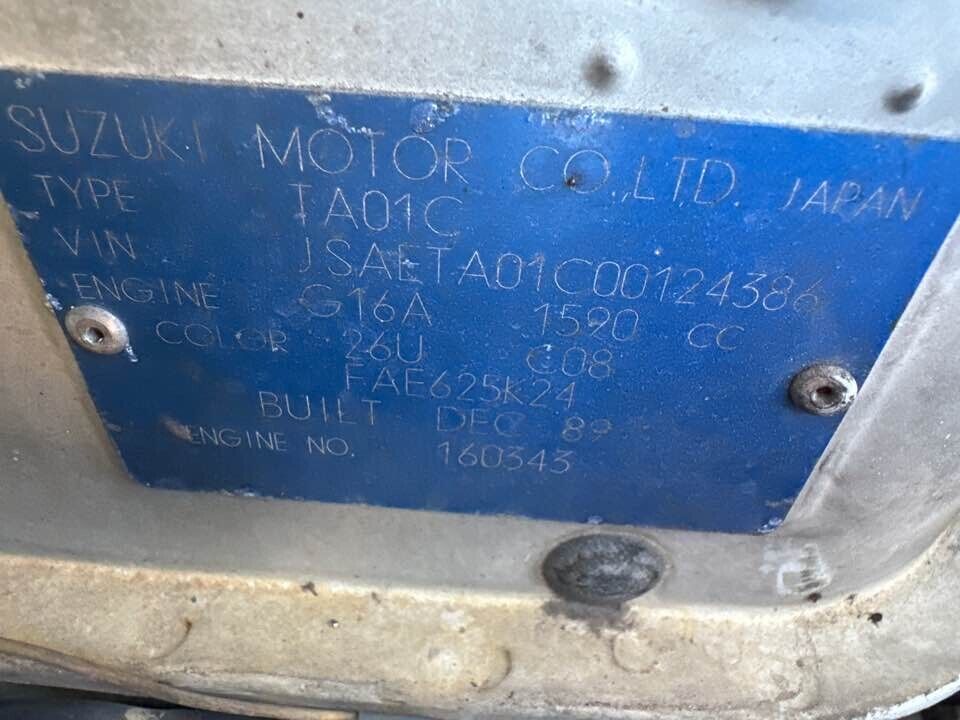 SUZUKI MOTOR CO.,LTD. JAPAN
TYPE TA01C
VIN JSAETA01C00124386
ENGINE G16A 1590 CC
COLOR 26U C08
FAE625K24
BUILT DEC 89
ENGINE NO. 160343